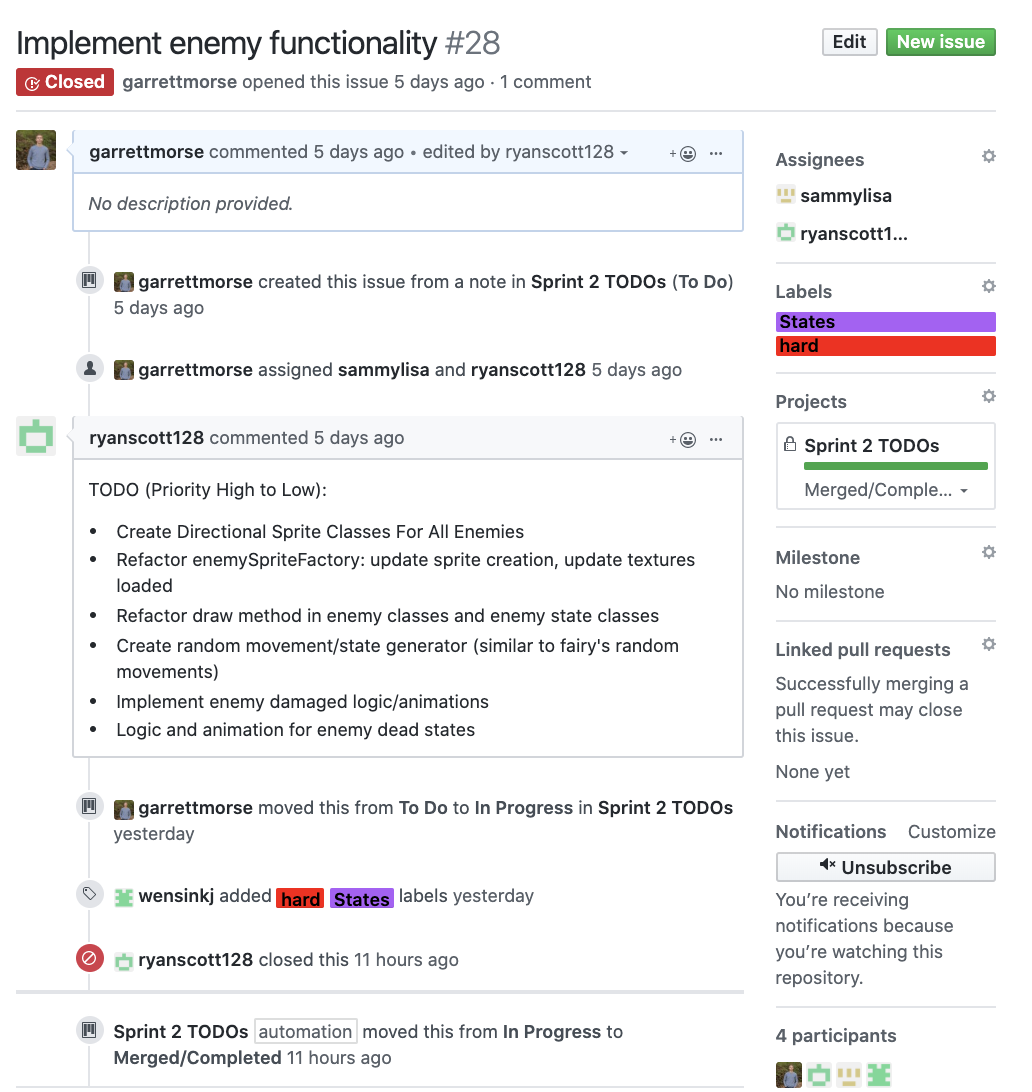 Implement enemy functionality #28
Edit
New issue
Closed
garrettmorse opened this issue 5 days ago · 1 comment
garrettmorse commented 5 days ago • edited by ryanscott128
No description provided.
garrettmorse created this issue from a note in Sprint 2 TODOs (To Do)
5 days ago
garrettmorse assigned sammylisa and ryanscott128 5 days ago
ryanscott128 commented 5 days ago
TODO (Priority High to Low):
• Create Directional Sprite Classes For All Enemies
• Refactor enemySpriteFactory: update sprite creation, update textures
loaded
• Refactor draw method in enemy classes and enemy state classes
• Create random movement/state generator (similar to fairy's random
movements)
• Implement enemy damaged logic/animations
• Logic and animation for enemy dead states
garrettmorse moved this from To Do to In Progress in Sprint 2 TODOs
yesterday
wensinkj added hard States labels yesterday
ryanscott128 closed this 11 hours ago
Sprint 2 TODOs automation moved this from In Progress to
Merged/Completed 11 hours ago
Assignees
sammylisa
ryanscott1...
Labels
States
hard
Projects
Sprint 2 TODOs
Merged/Comple...
Milestone
No milestone
Linked pull requests
Successfully merging a
pull request may close
this issue.
None yet
Notifications
Customize
Unsubscribe
You’re receiving
notifications because
you’re watching this
repository.
4 participants